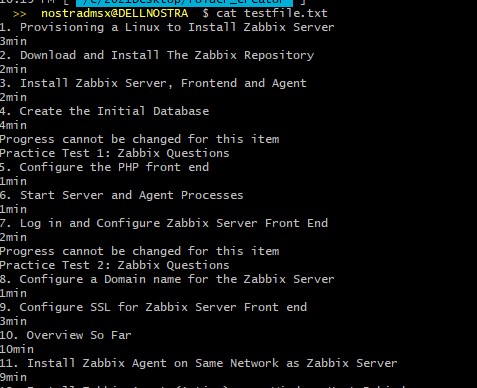 >> nostradmsx@DELLNOSTRA $ cat testfile.txt
1. Provisioning a Linux to Install Zabbix Server
3min
2. Download and Install The Zabbix Repository
2min
3. Install Zabbix Server, Frontend and Agent
2min
4. Create the Initial Database
4min
Progress cannot be changed for this item
Practice Test 1: Zabbix Questions
5. Configure the PHP front end
1min
6. Start Server and Agent Processes
1min
7. Log in and Configure Zabbix Server Front End
2min
Progress cannot be changed for this item
Practice Test 2: Zabbix Questions
8. Configure a Domain name for the Zabbix Server
1min
9. Configure SSL for Zabbix Server Front end
3min
10. Overview So Far
10min
11. Install Zabbix Agent on Same Network as Zabbix Server
9min